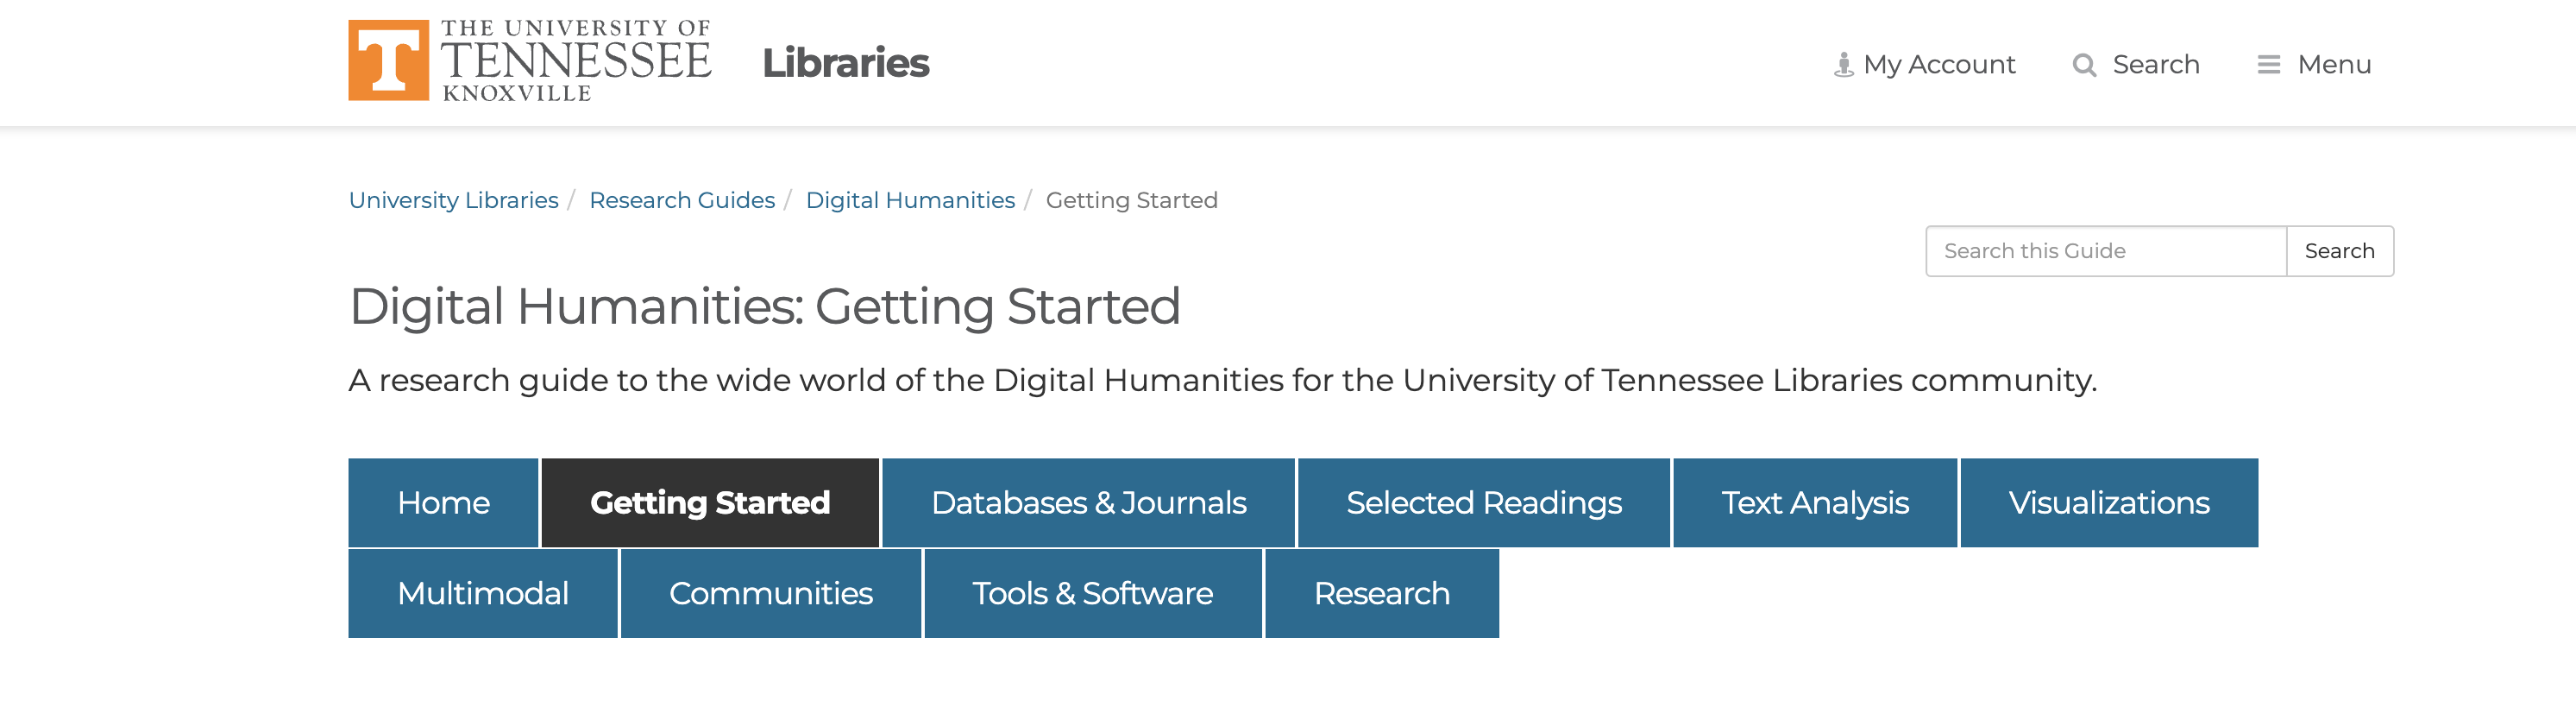 THE UNIVERSITY OF
TENNESSEE
KNOXVILLE
Libraries
My Account
Search
Menu
University Libraries / Research Guides / Digital Humanities / Getting Started
Search this Guide
Search
Digital Humanities: Getting Started
A research guide to the wide world of the Digital Humanities for the University of Tennessee Libraries community.
Home
Getting Started
Databases & Journals
Selected Readings
Text Analysis
Visualizations
Multimodal
Communities
Tools & Software
Research